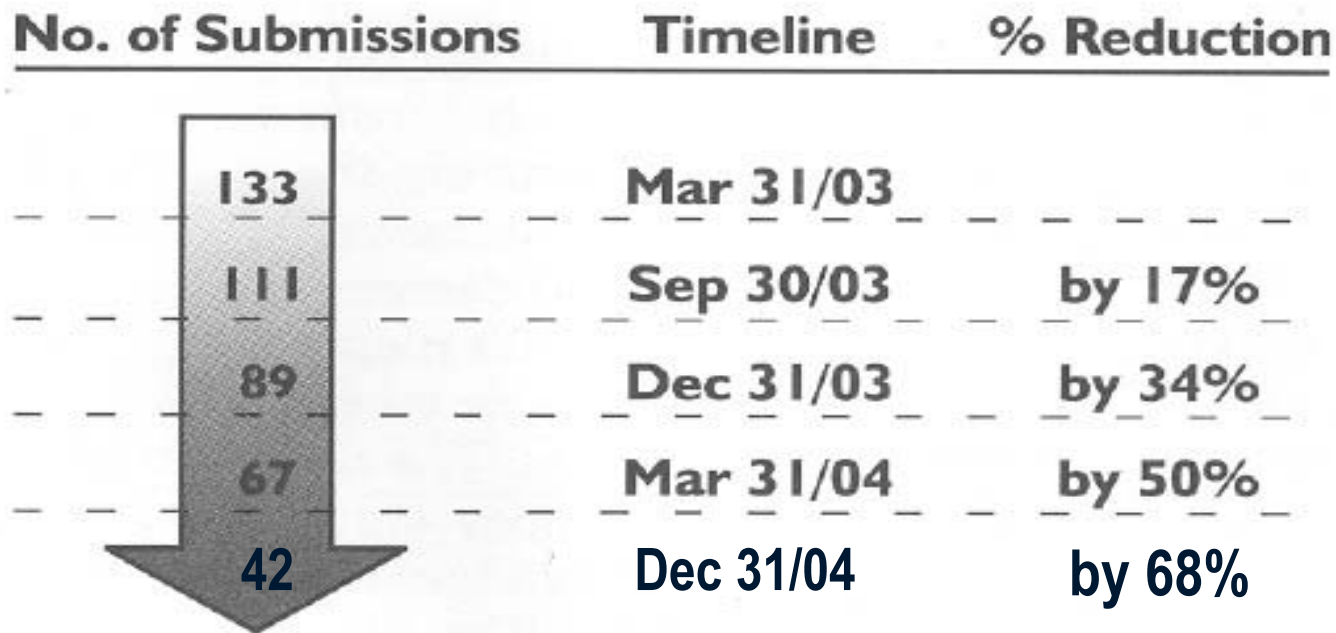 No. of Submissions Timeline % Reduction
133 Mar 31/03
111 Sep 30/03 by 17%
89 Dec 31/03 by 34%
67 Mar 31/04 by 50%
42 Dec 31/04 by 68%